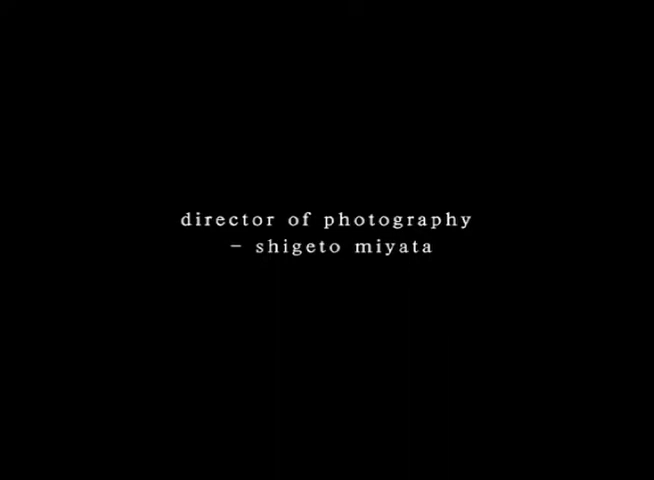 director of photography
– shigeto miyata